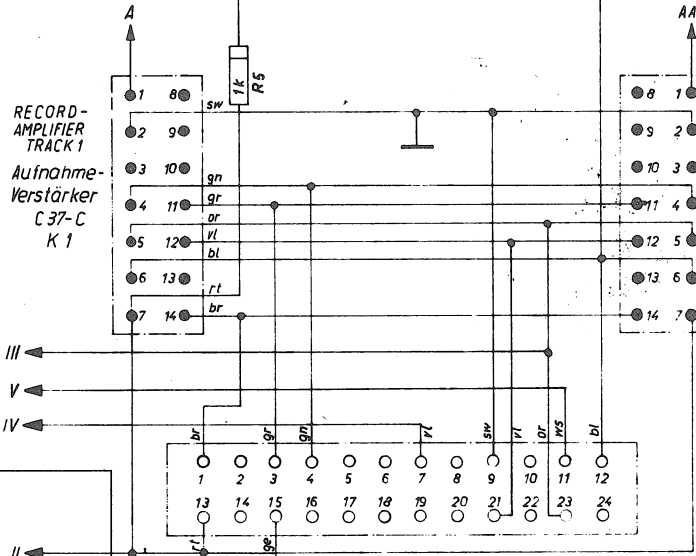 A
AA
1k
R5
RECORD-
AMPLIFIER
TRACK 1
Aufnahme-
Verstärker
C 37-C
K 1
1 8
sw
2 9
3 10
gn
4 11
gr
or
5 12
vl
bl
6 13
rt
7 14
br
8 1
9 2
10 3
11 4
12 5
13 6
14 7
III
V
IV
br gr gn vl sw vl or ws bl
1 2 3 4 5 6 7 8 9 10 11 12
13 14 15 16 17 18 19 20 21 22 23 24
rt ge
II